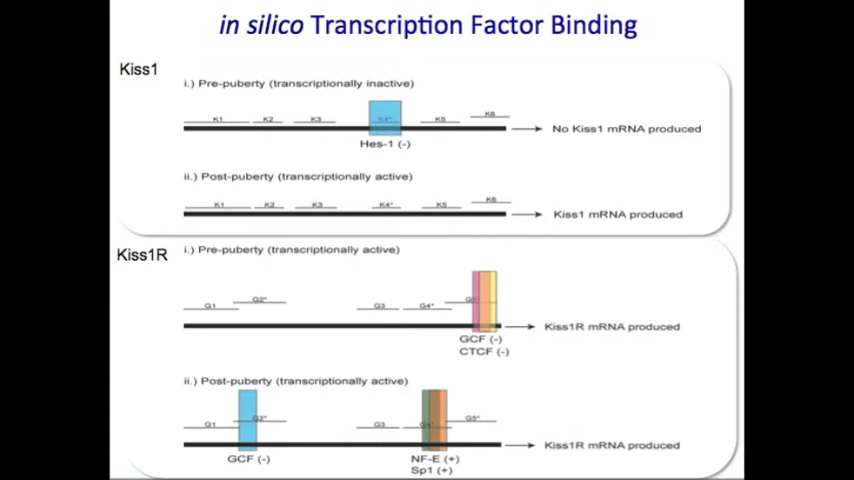 in silico Transcription Factor Binding
Kiss1
i.) Pre-puberty (transcriptionally inactive)
K1 K2 K3 K4* K5 K6
No Kiss1 mRNA produced
Hes-1 (-)
ii.) Post-puberty (transcriptionally active)
K1 K2 K3 K4* K5 K6
Kiss1 mRNA produced
Kiss1R
i.) Pre-puberty (transcriptionally active)
G1 G2* G3 G4* G5*
Kiss1R mRNA produced
GCF (-)
CTCF (-)
ii.) Post-puberty (transcriptionally active)
G1 G2* G3 G4* G5*
Kiss1R mRNA produced
GCF (-) NF-E (+)
Sp1 (+)